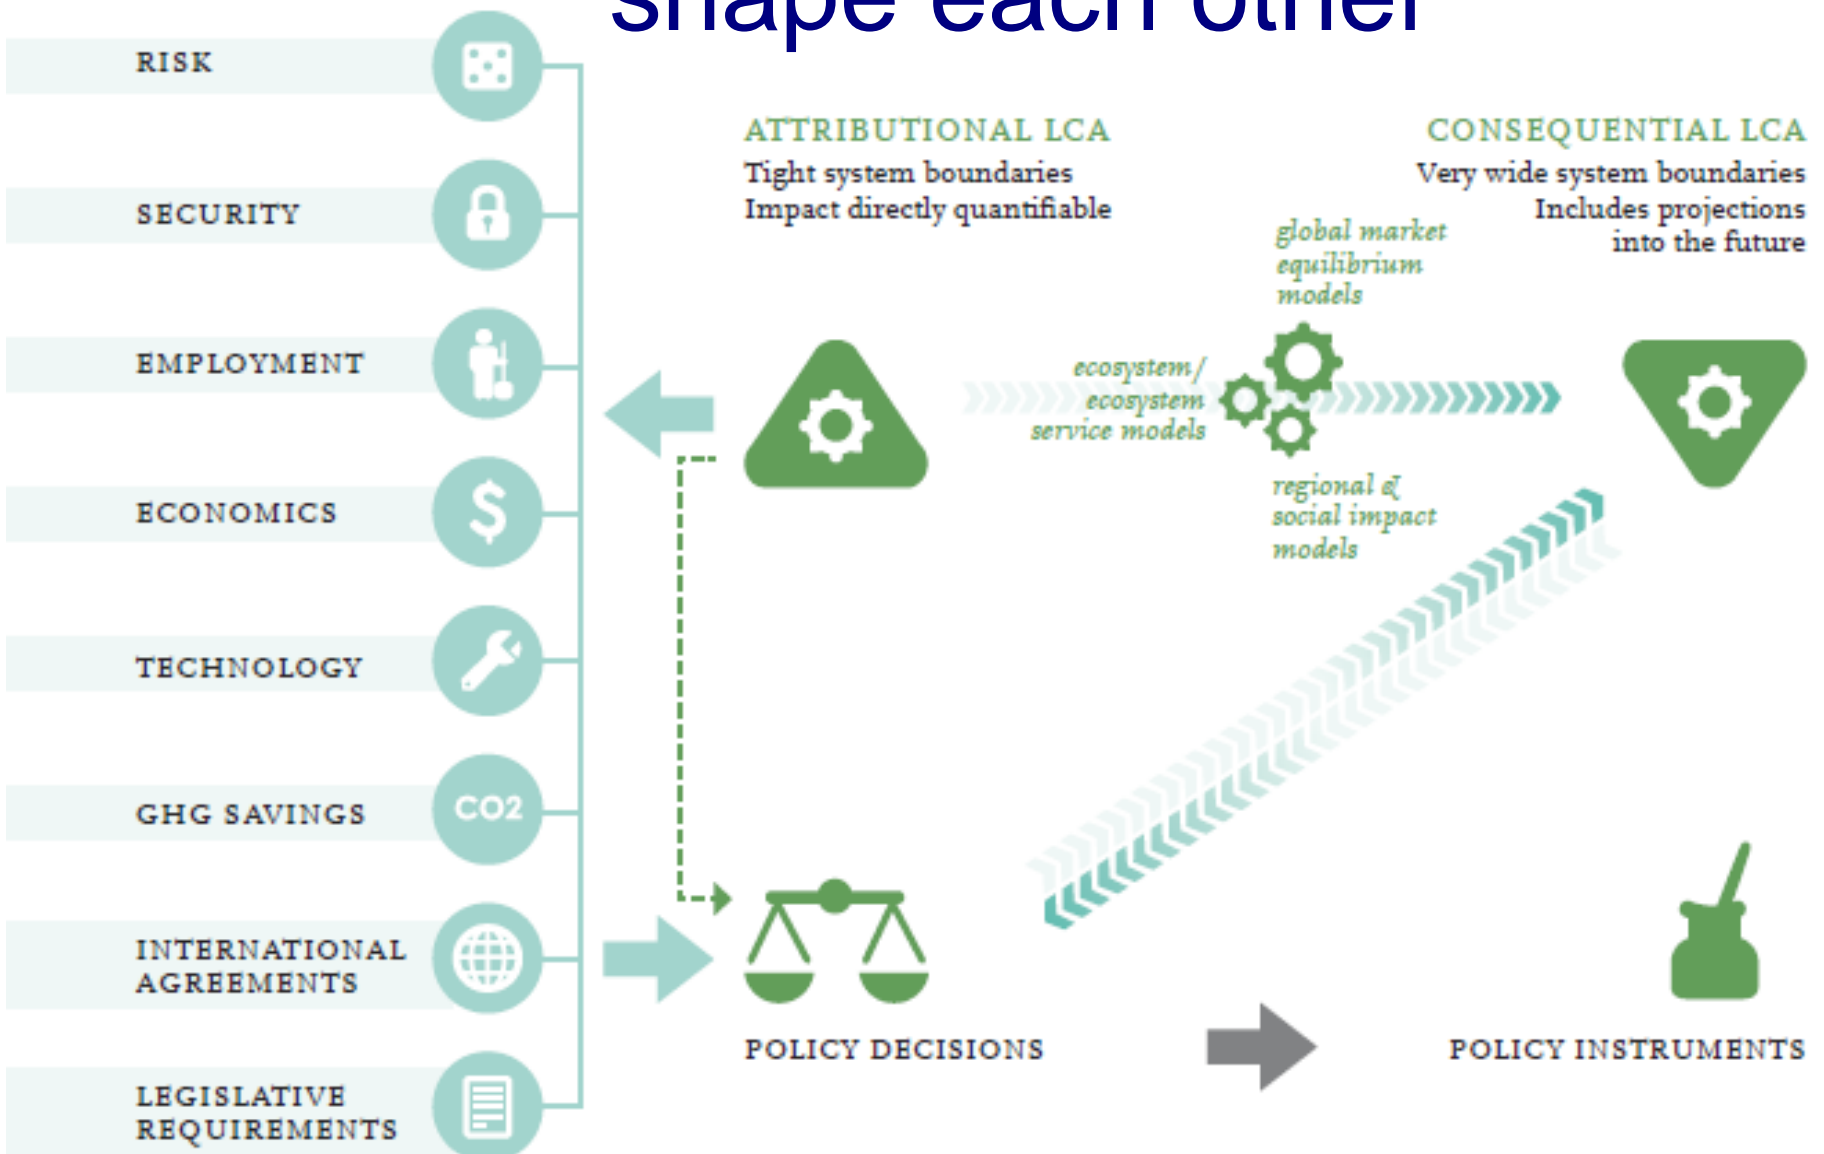 shape each other
RISK
SECURITY
EMPLOYMENT
ECONOMICS
TECHNOLOGY
GHG SAVINGS
CO2
INTERNATIONAL
AGREEMENTS
LEGISLATIVE
REQUIREMENTS
ATTRIBUTIONAL LCA
Tight system boundaries
Impact directly quantifiable
CONSEQUENTIAL LCA
Very wide system boundaries
Includes projections
into the future
global market
equilibrium
models
ecosystem/
ecosystem
service models
regional &
social impact
models
POLICY DECISIONS
POLICY INSTRUMENTS